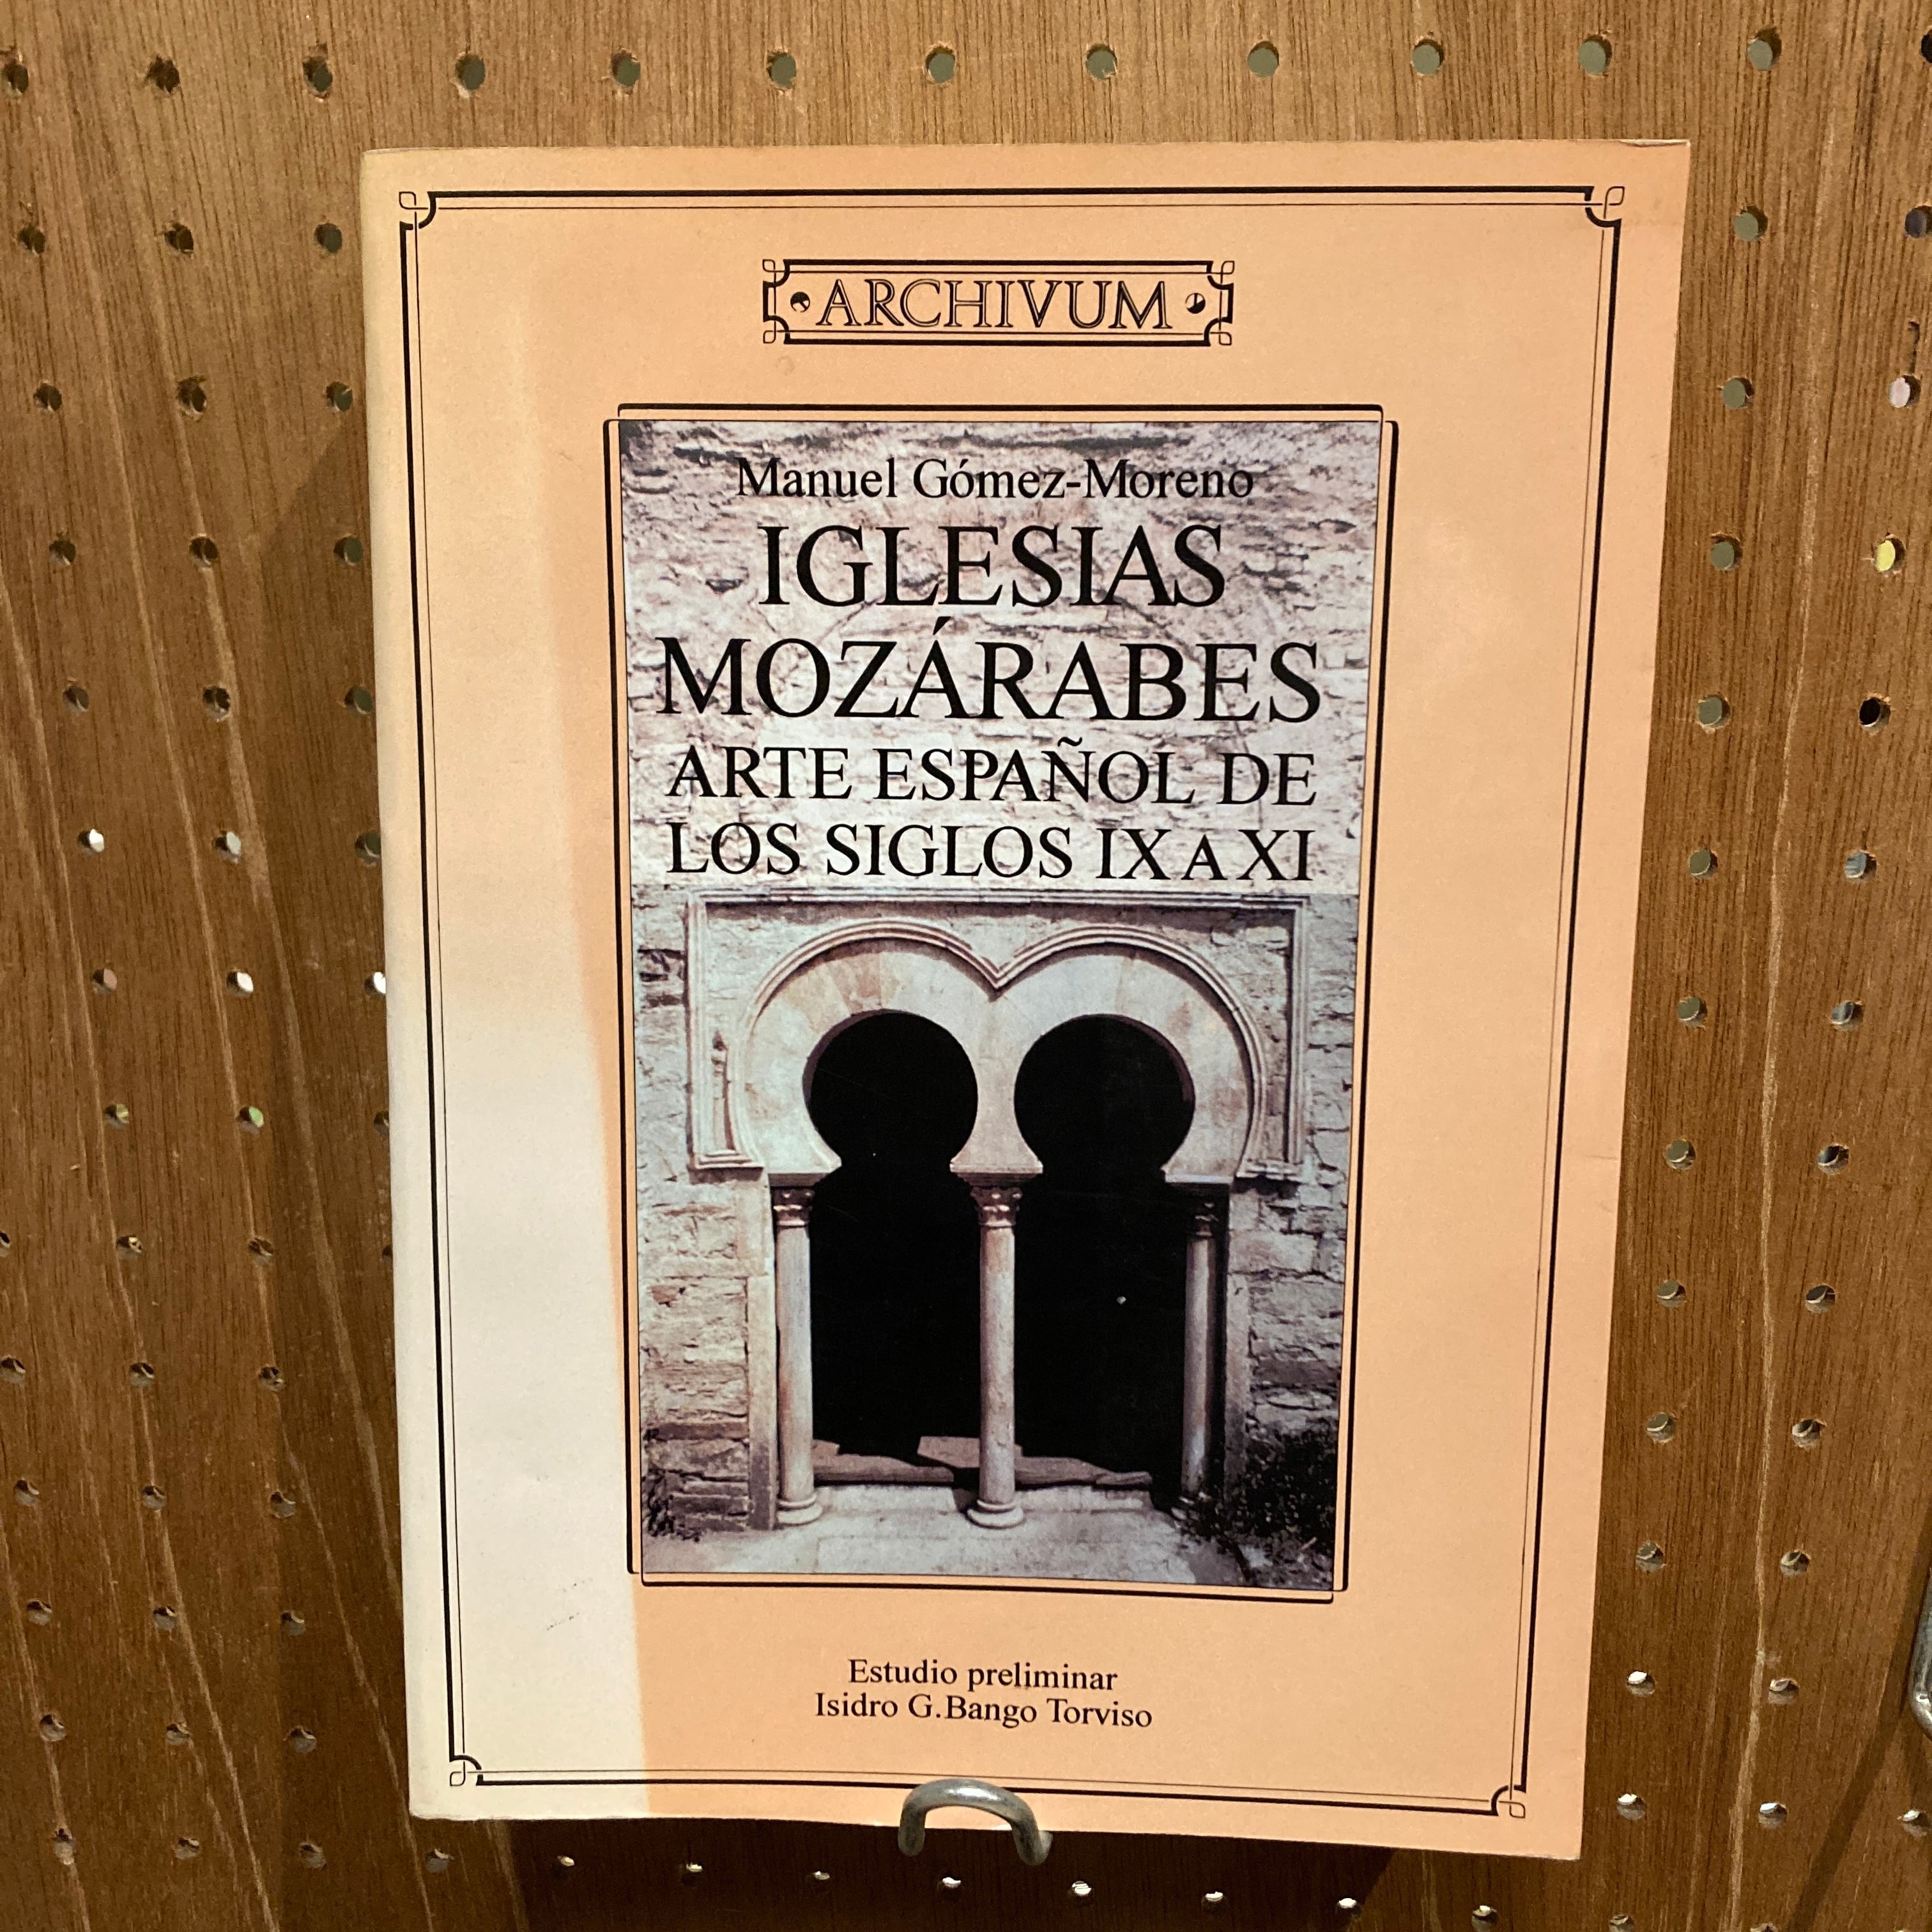 ARCHIVUM
Manuel Gómez-Moreno
IGLESIAS
MOZÁRABES
ARTE ESPAÑOL DE
LOS SIGLOS IX A XI
Estudio preliminar
Isidro G.Bango Torviso